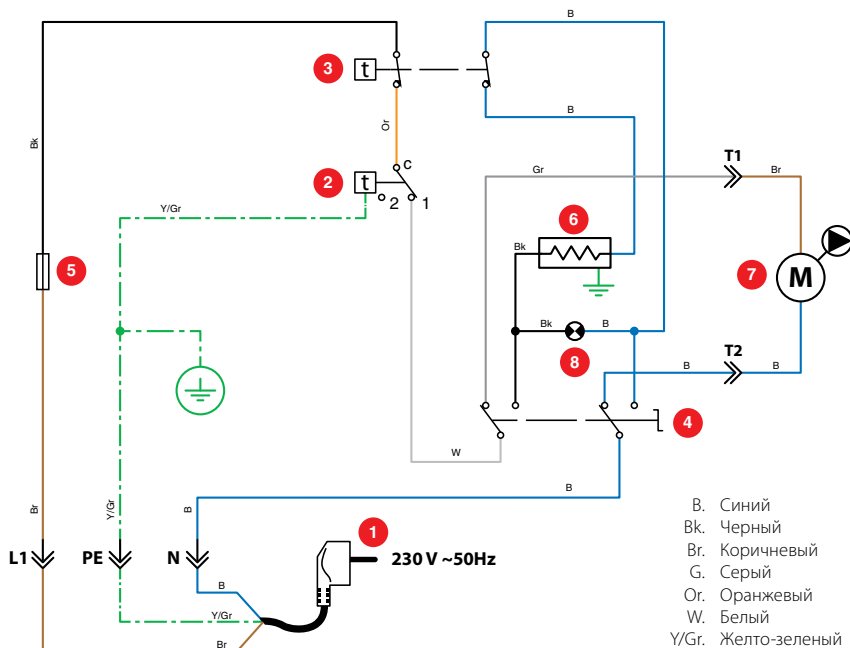 B
3
t
B
Bk
Or
T1
C
Gr
Br
2
t
2
1
Y/Gr
6
Bk
5
7
M
Bk
B
8
T2
B
B
4
W
B
Br
Y/Gr
B
B. Синий
Bk. Черный
Br. Коричневый
G. Серый
Or. Оранжевый
W. Белый
Y/Gr. Желто-зеленый
1
L1
PE
N
230 V ~50Hz
B
Y/Gr
Br